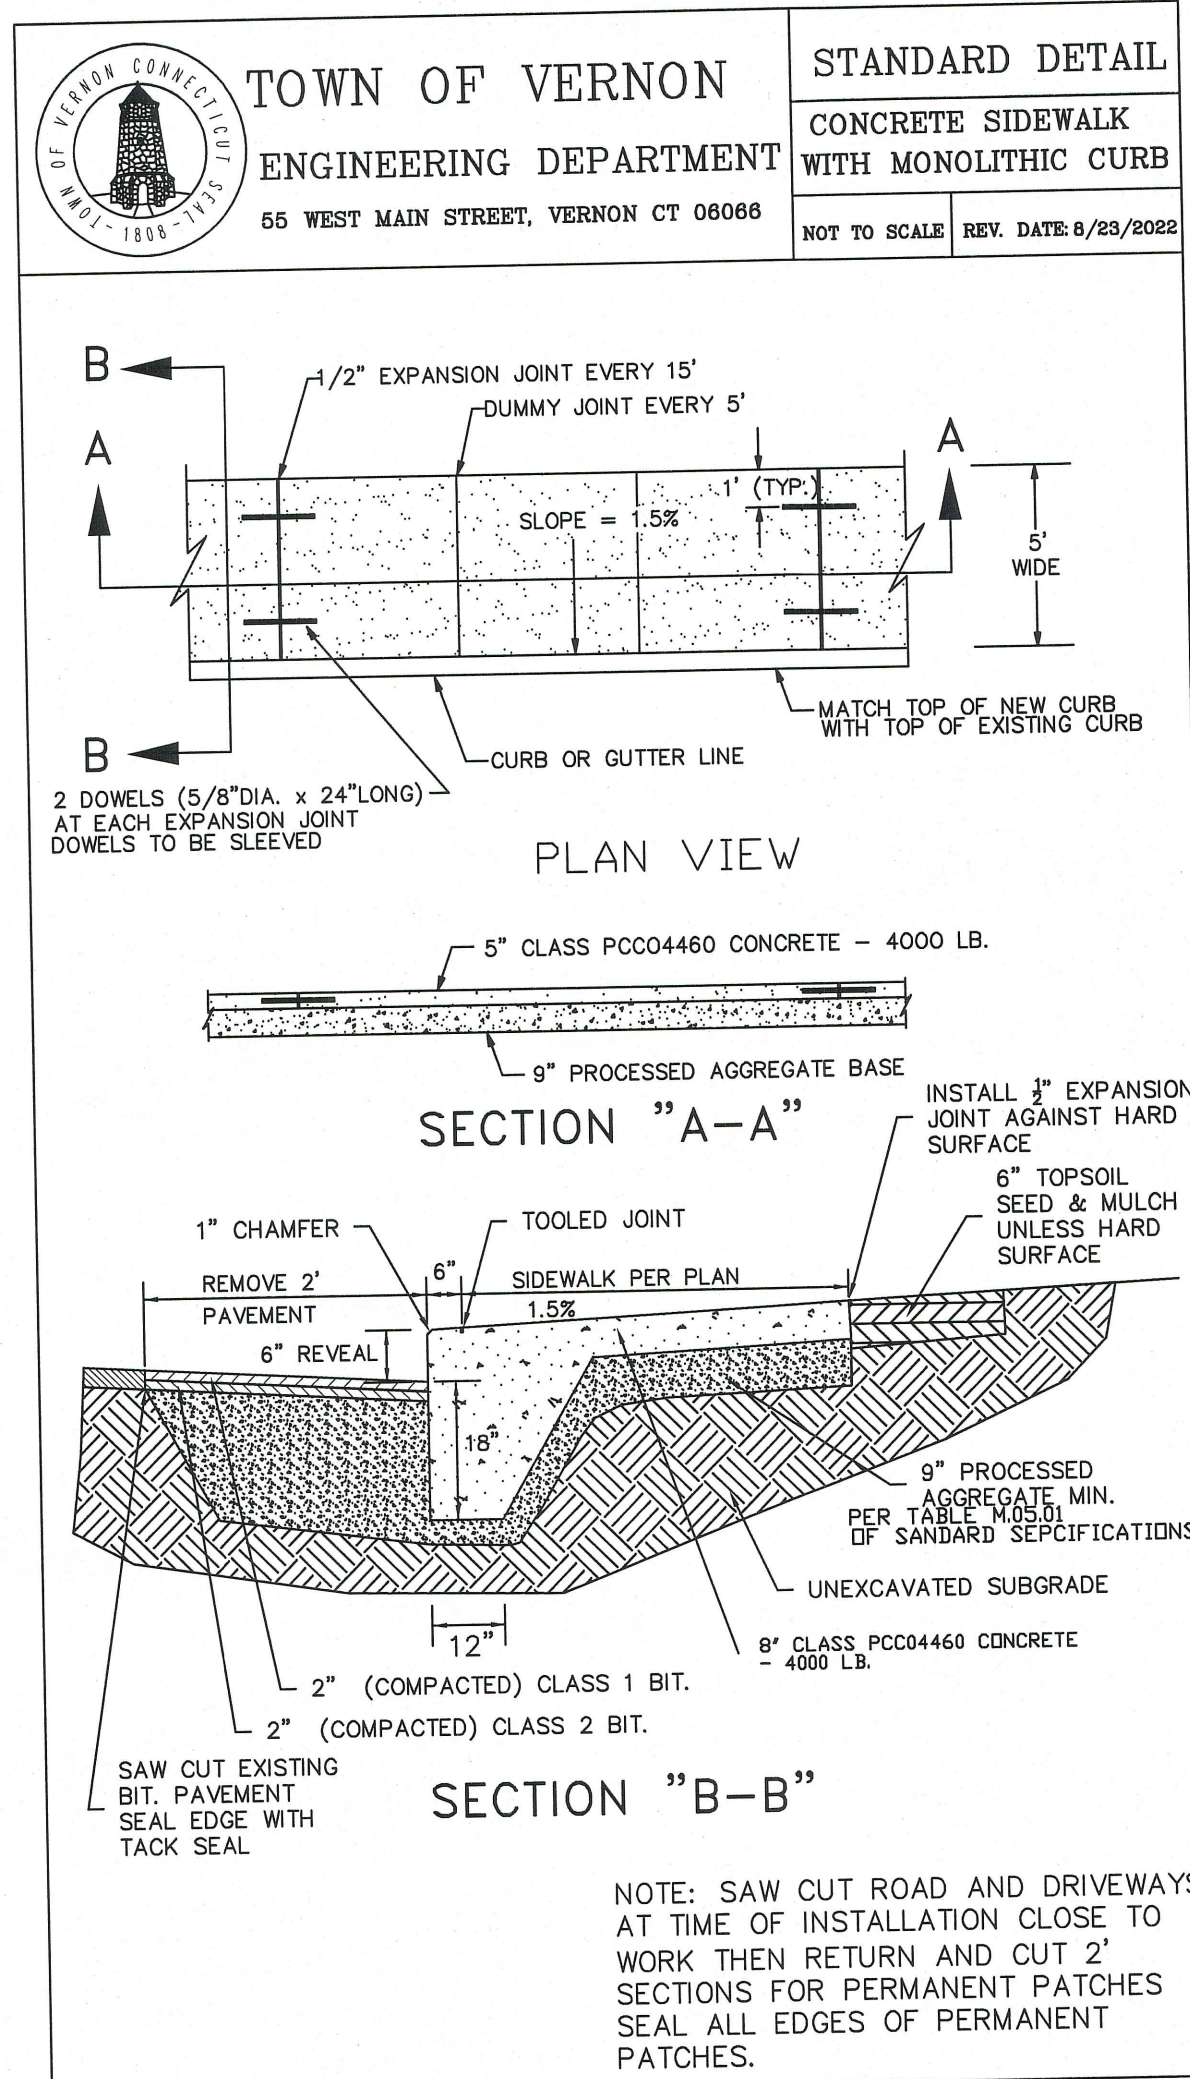 TOWN OF VERNON CONNECTICUT SEAL - 1808 -
TOWN OF VERNON
ENGINEERING DEPARTMENT
55 WEST MAIN STREET, VERNON CT 06066
STANDARD DETAIL
CONCRETE SIDEWALK
WITH MONOLITHIC CURB
NOT TO SCALE
REV. DATE: 8/23/2022
B
1/2" EXPANSION JOINT EVERY 15'
DUMMY JOINT EVERY 5'
A
A
1' (TYP.)
SLOPE = 1.5%
5'
WIDE
MATCH TOP OF NEW CURB
WITH TOP OF EXISTING CURB
B
CURB OR GUTTER LINE
2 DOWELS (5/8"DIA. x 24"LONG)
AT EACH EXPANSION JOINT
DOWELS TO BE SLEEVED
PLAN VIEW
5" CLASS PCC04460 CONCRETE - 4000 LB.
9" PROCESSED AGGREGATE BASE
SECTION "A-A"
INSTALL ½" EXPANSION
JOINT AGAINST HARD
SURFACE
6" TOPSOIL
SEED & MULCH
UNLESS HARD
SURFACE
1" CHAMFER
TOOLED JOINT
6"
REMOVE 2'
PAVEMENT
SIDEWALK PER PLAN
1.5%
6" REVEAL
18"
9" PROCESSED
AGGREGATE MIN.
PER TABLE M.05.01
OF SANDARD SEPCIFICATIONS
UNEXCAVATED SUBGRADE
12"
8" CLASS PCC04460 CONCRETE
- 4000 LB.
2" (COMPACTED) CLASS 1 BIT.
2" (COMPACTED) CLASS 2 BIT.
SAW CUT EXISTING
BIT. PAVEMENT
SEAL EDGE WITH
TACK SEAL
SECTION "B-B"
NOTE: SAW CUT ROAD AND DRIVEWAYS
AT TIME OF INSTALLATION CLOSE TO
WORK THEN RETURN AND CUT 2'
SECTIONS FOR PERMANENT PATCHES
SEAL ALL EDGES OF PERMANENT
PATCHES.